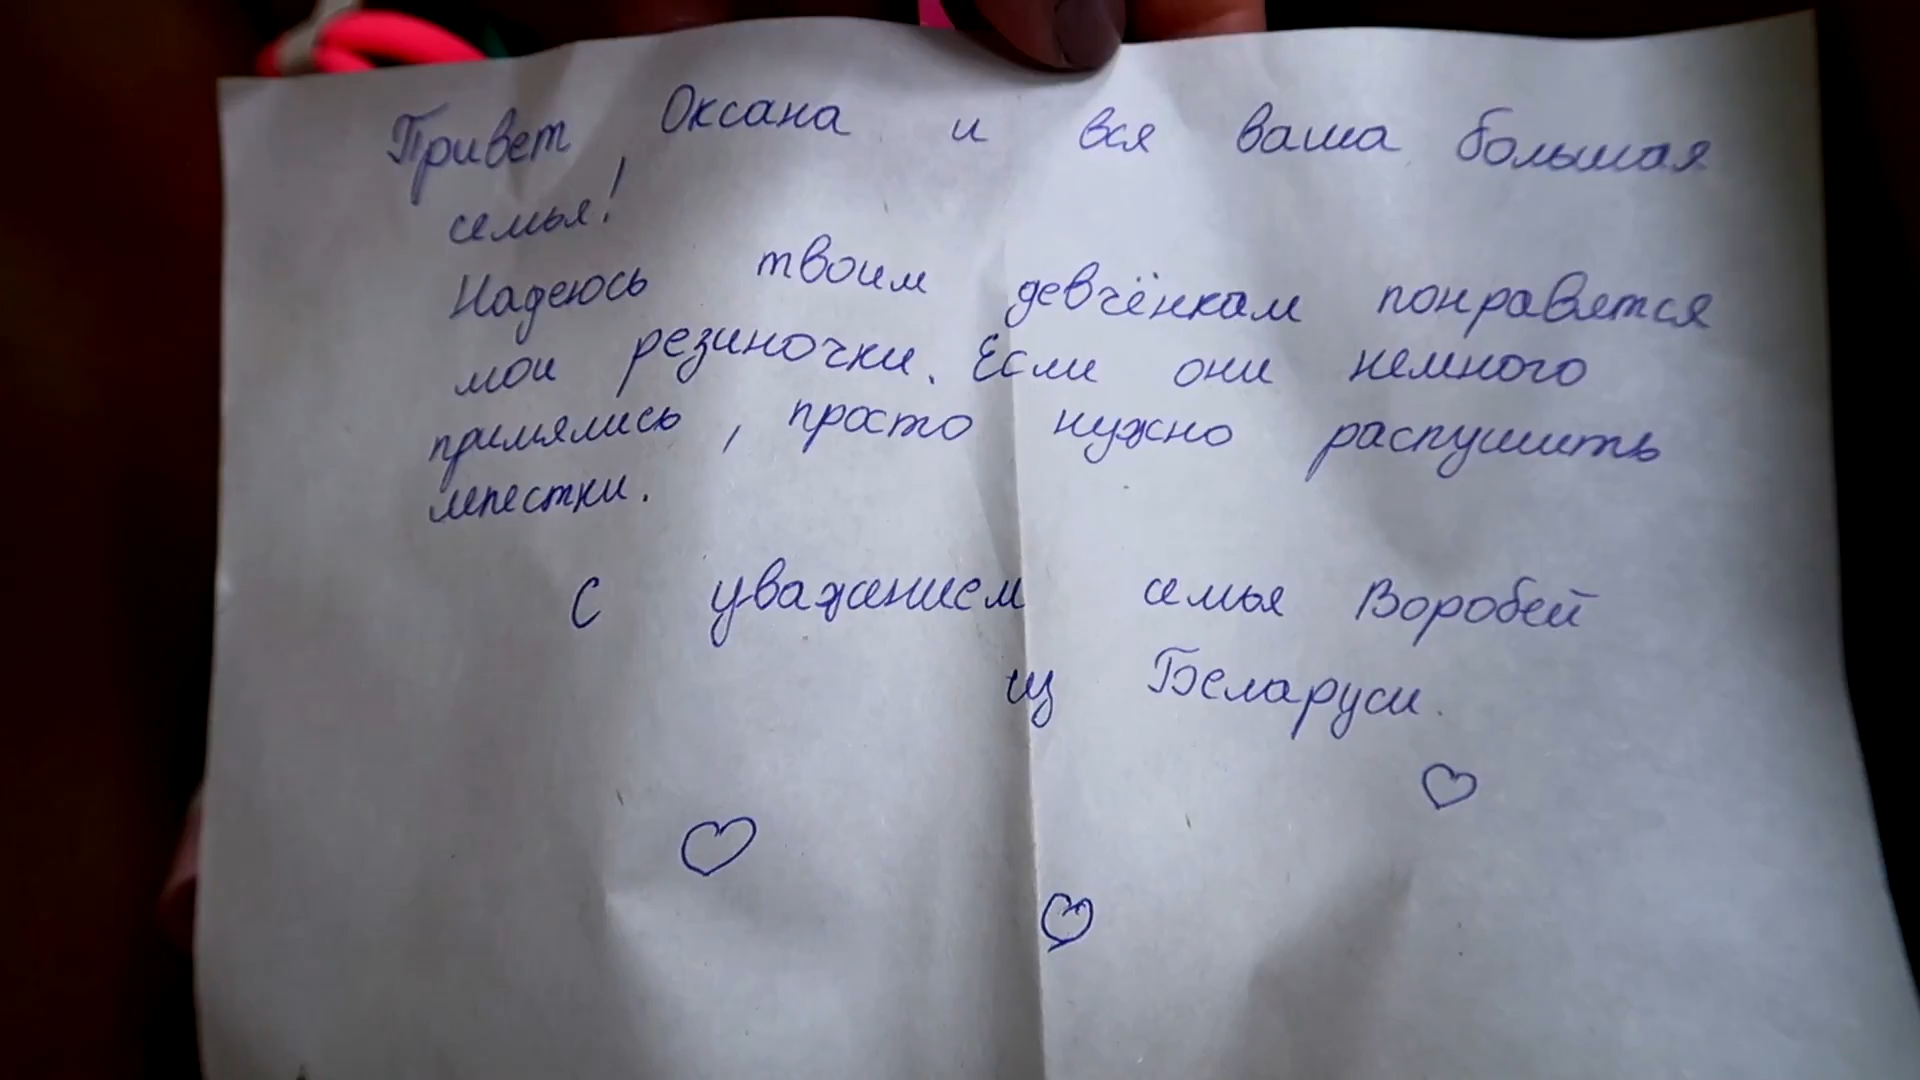 Привет Оксана и вся ваша большая
семья!
Надеюсь твоим девчёнкам понравятся
мои резиночки. Если они немного
примялись, просто нужно распушить
лепестки.
С уважением семья Воробей
из Беларуси.